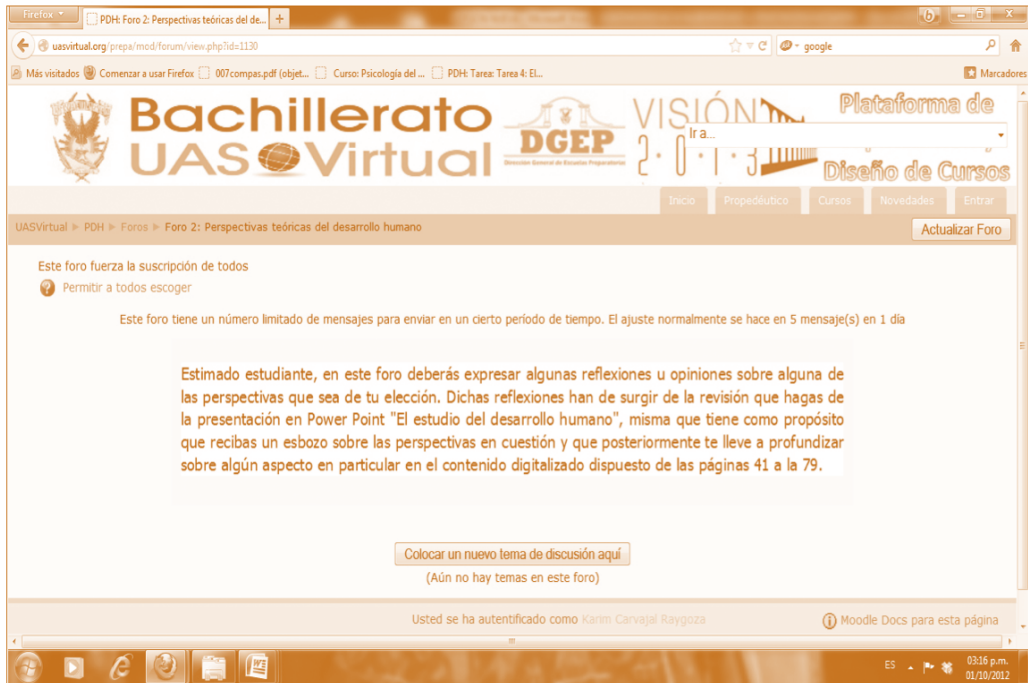 Firefox
PDH: Foro 2: Perspectivas teóricas del de...
uasvirtual.org/prepa/mod/forum/view.php?id=1130
google
Más visitados Comenzar a usar Firefox 007compas.pdf (objet... Curso: Psicología del ... PDH: Tarea: Tarea 4: El...
Marcadores
Bachillerato
UAS Virtual
DGEP
Dirección General de Escuelas Preparatorias
VISIÓN
2 · 0 · 1 · 3
Plataforma de
Ir a...
Diseño de Cursos
Inicio Propedéutico Cursos Novedades Entrar
UASVirtual ► PDH ► Foros ► Foro 2: Perspectivas teóricas del desarrollo humano
Actualizar Foro
Este foro fuerza la suscripción de todos
Permitir a todos escoger
Este foro tiene un número limitado de mensajes para enviar en un cierto período de tiempo. El ajuste normalmente se hace en 5 mensaje(s) en 1 día
Estimado estudiante, en este foro deberás expresar algunas reflexiones u opiniones sobre alguna de
las perspectivas que sea de tu elección. Dichas reflexiones han de surgir de la revisión que hagas de
la presentación en Power Point "El estudio del desarrollo humano", misma que tiene como propósito
que recibas un esbozo sobre las perspectivas en cuestión y que posteriormente te lleve a profundizar
sobre algún aspecto en particular en el contenido digitalizado dispuesto de las páginas 41 a la 79.
Colocar un nuevo tema de discusión aquí
(Aún no hay temas en este foro)
Usted se ha autentificado como Karim Carvajal Raygoza
Moodle Docs para esta página
ES
03:16 p.m.
01/10/2012